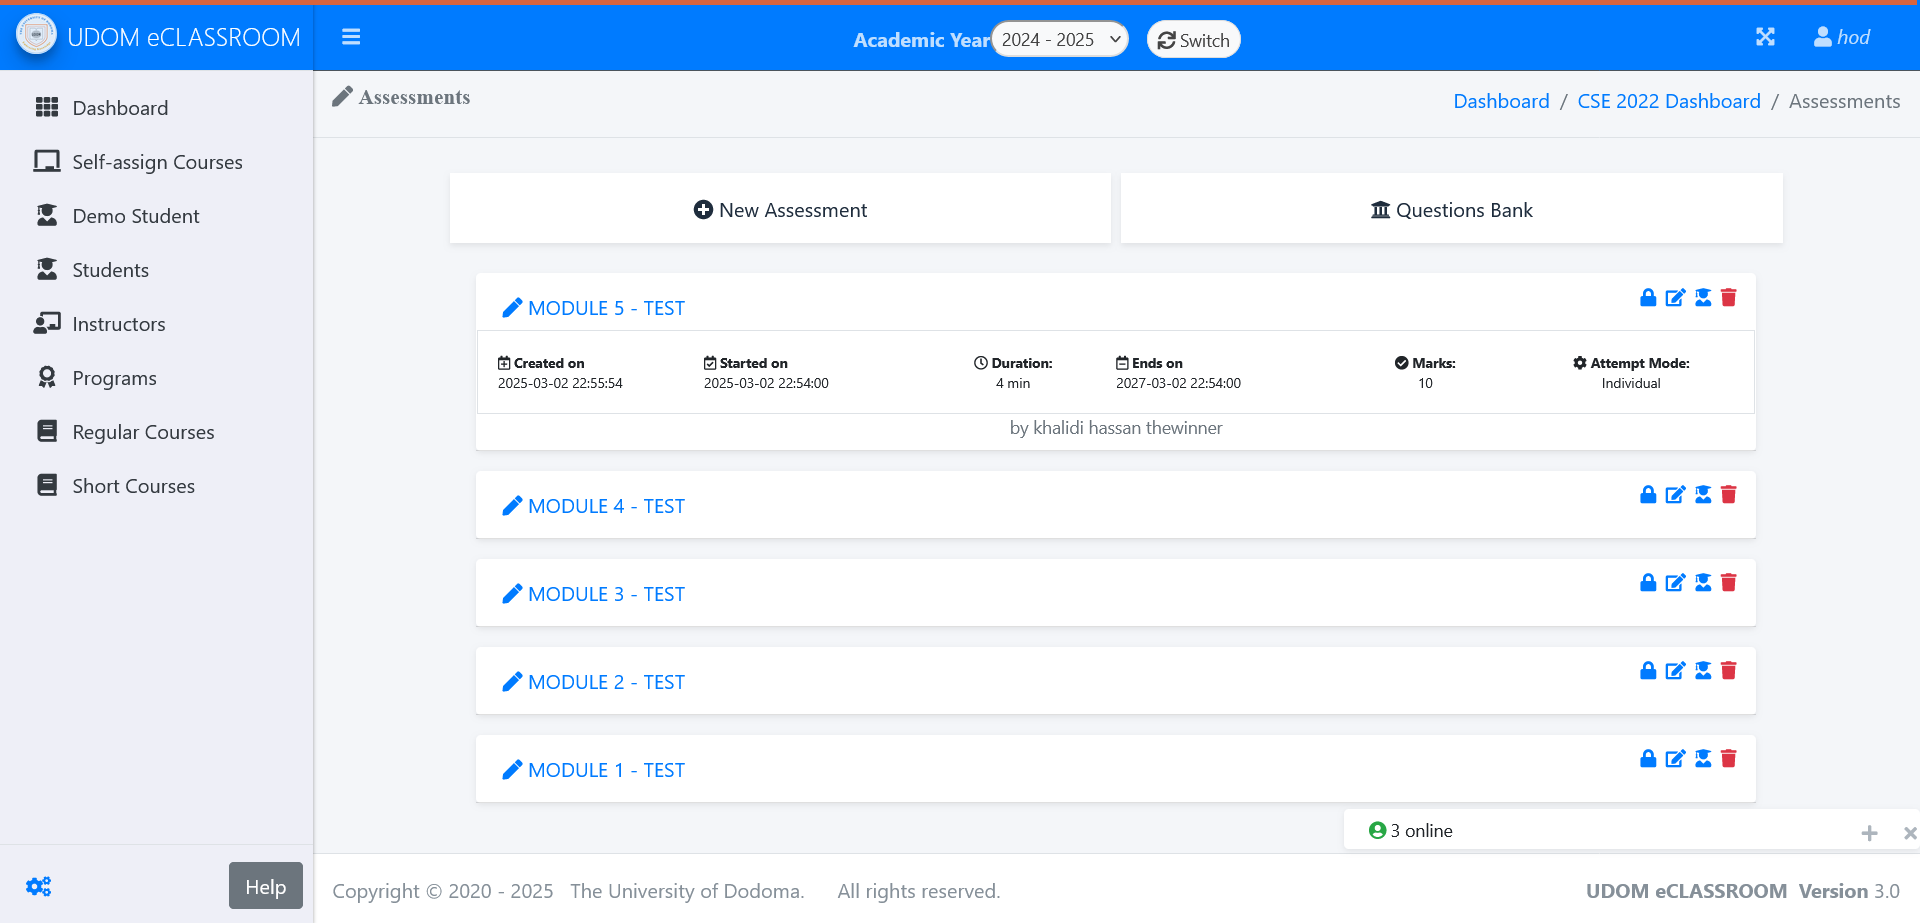 UDOM eCLASSROOM
Academic Year 2024 - 2025 Switch
hod
Dashboard
Self-assign Courses
Demo Student
Students
Instructors
Programs
Regular Courses
Short Courses
Help
Assessments
Dashboard / CSE 2022 Dashboard / Assessments
New Assessment
Questions Bank
MODULE 5 - TEST
Created on
2025-03-02 22:55:54
Started on
2025-03-02 22:54:00
Duration:
4 min
Ends on
2027-03-02 22:54:00
Marks:
10
Attempt Mode:
Individual
by khalidi hassan thewinner
MODULE 4 - TEST
MODULE 3 - TEST
MODULE 2 - TEST
MODULE 1 - TEST
3 online
Copyright © 2020 - 2025 The University of Dodoma. All rights reserved.
UDOM eCLASSROOM Version 3.0